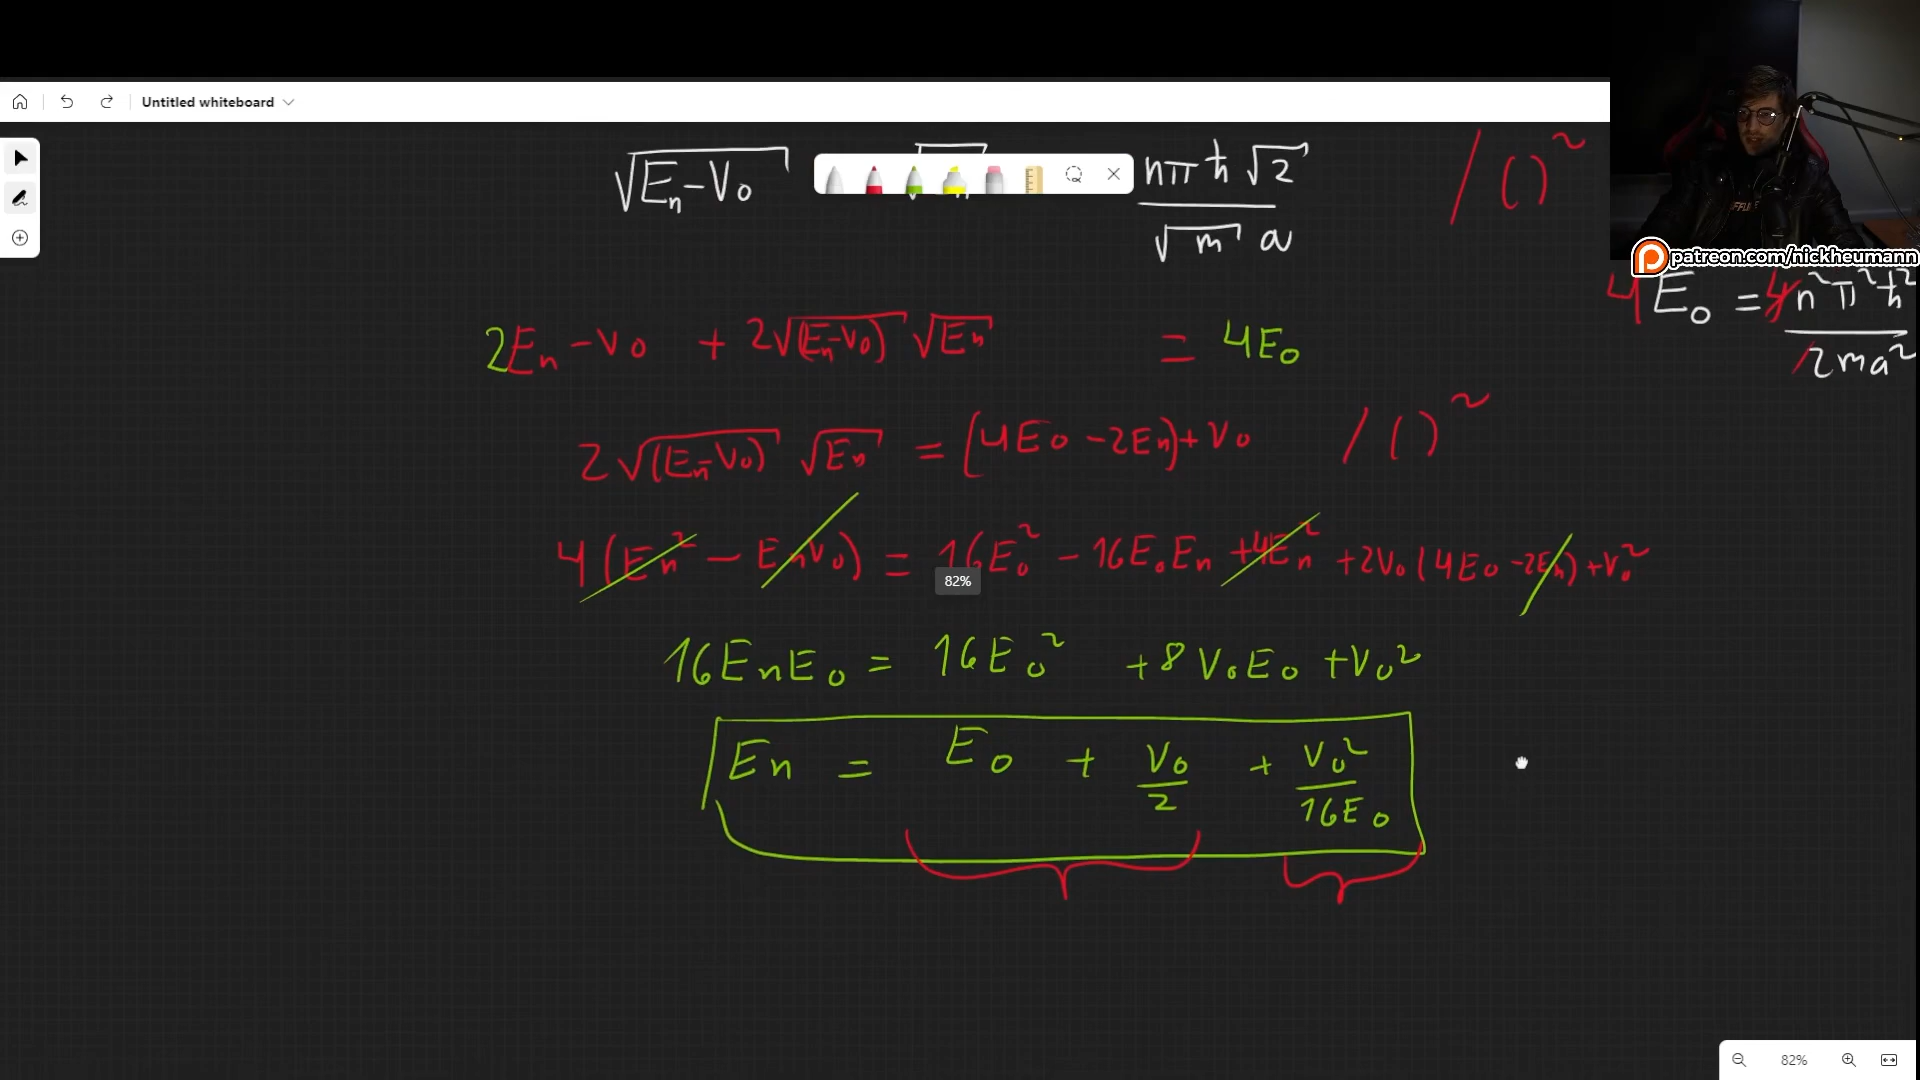 Untitled whiteboard
√(Eₙ-V₀) nπħ√2 / √m a / ( )²
patreon.com/nickheumann
4E₀ = 4n²π²ħ² / 2ma²
2Eₙ - V₀ + 2√(Eₙ-V₀) √Eₙ = 4E₀
2√(Eₙ-V₀) √Eₙ = (4E₀ - 2Eₙ) + V₀ / ( )²
4(Eₙ² - EₙV₀) = 16E₀² - 16E₀Eₙ + 4Eₙ² + 2V₀(4E₀ - 2Eₙ) + V₀²
82%
16EₙE₀ = 16E₀² + 8V₀E₀ + V₀²
Eₙ = E₀ + V₀/2 + V₀²/16E₀
82%